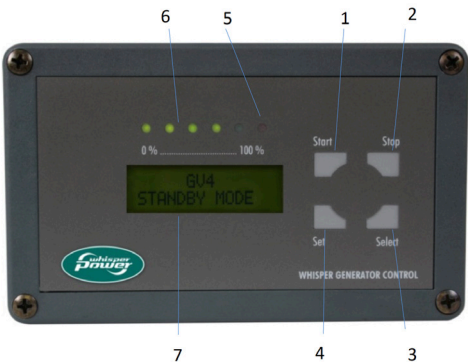 6 5 1 2
Start Stop
0 % 100 %
GV4
STANDBY MODE
Set Select
whisper
Power
WHISPER GENERATOR CONTROL
7 4 3